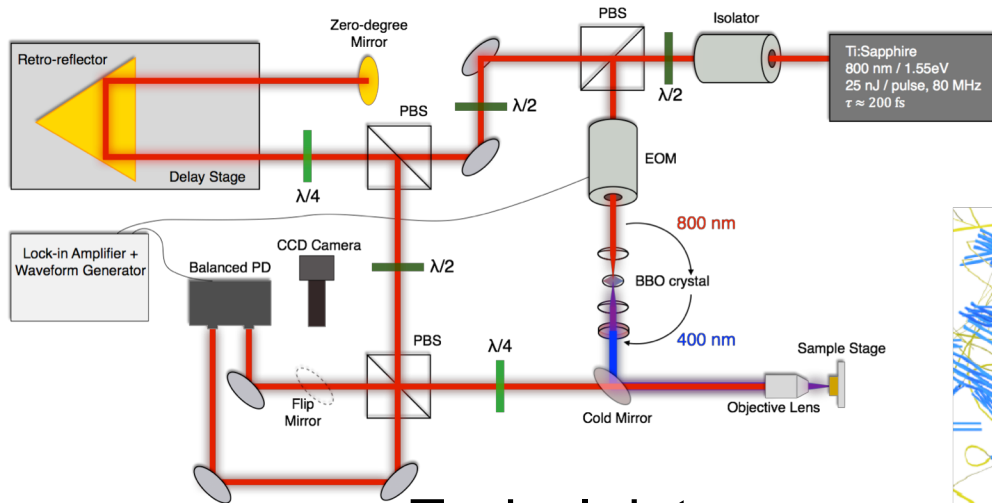 Zero-degree
Mirror
PBS
Isolator
Retro-reflector
Ti:Sapphire
800 nm / 1.55eV
25 nJ / pulse, 80 MHz
τ ≈ 200 fs
λ/2
λ/2
PBS
EOM
Delay Stage
λ/4
800 nm
Lock-in Amplifier +
Waveform Generator
CCD Camera
Balanced PD
λ/2
BBO crystal
400 nm
PBS
λ/4
Sample Stage
Flip
Mirror
Cold Mirror
Objective Lens